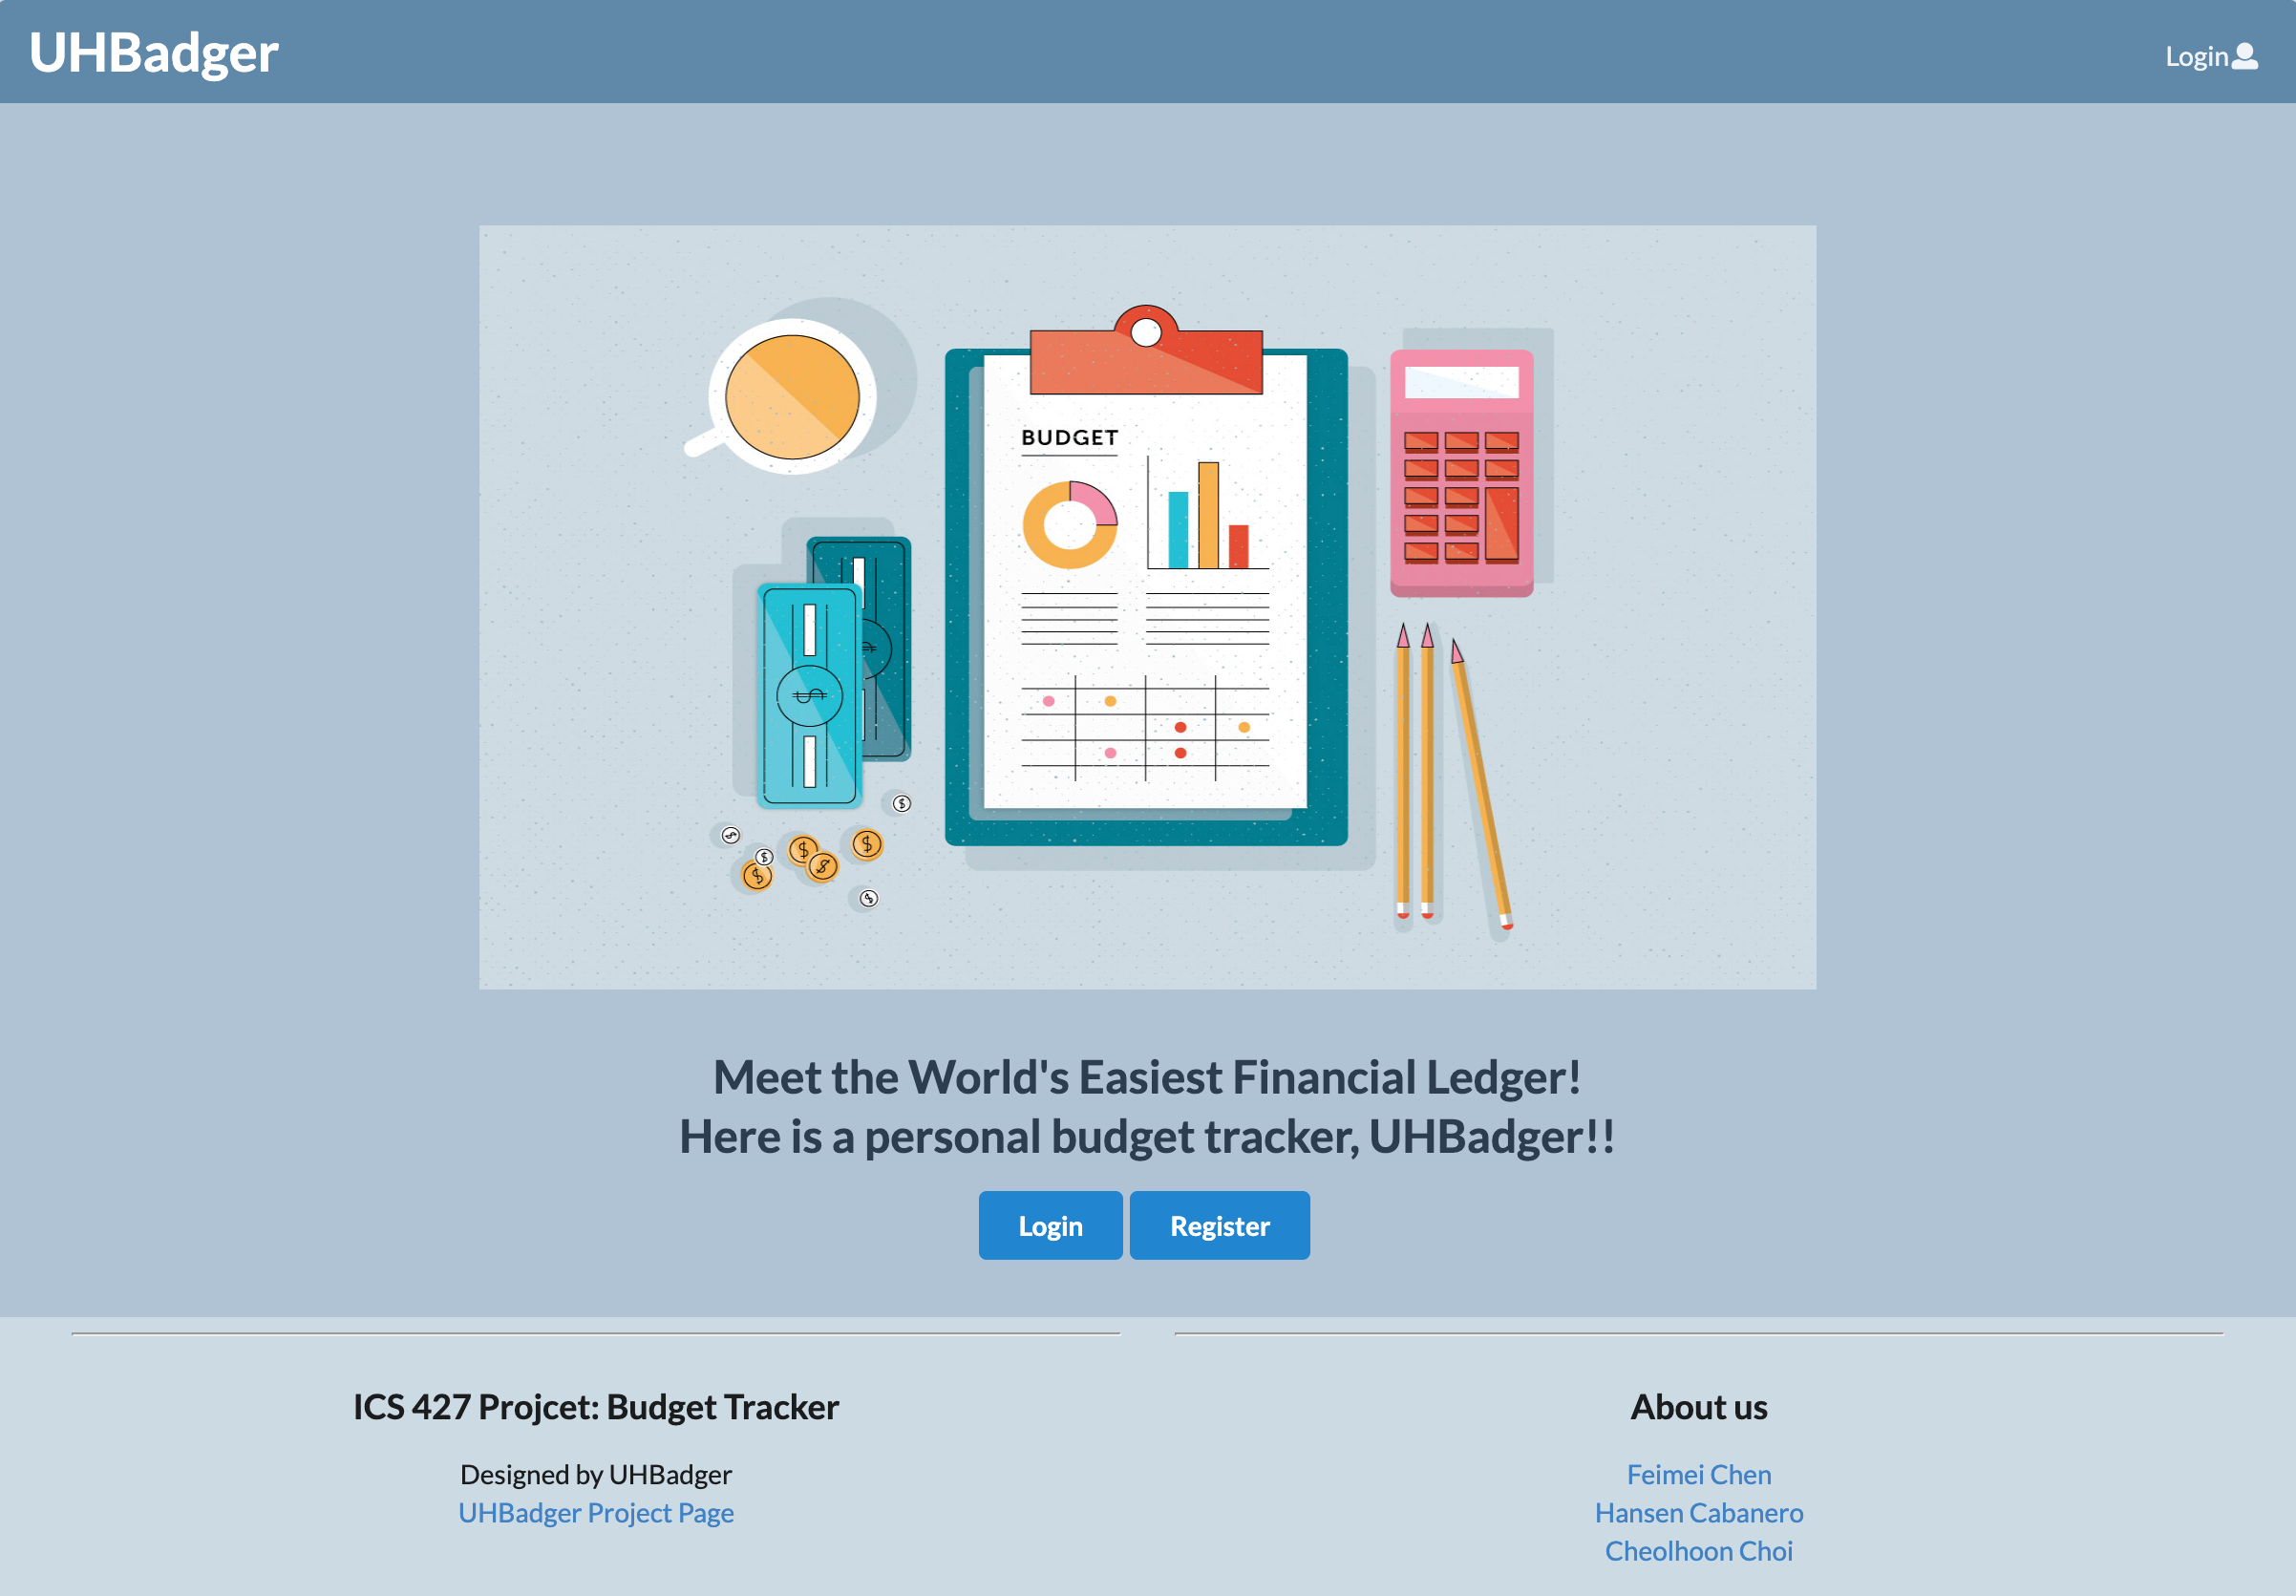 UHBadger
Login
BUDGET
$
$
$
$
$
$
$
$
$
Meet the World's Easiest Financial Ledger!
Here is a personal budget tracker, UHBadger!!
Login Register
ICS 427 Projcet: Budget Tracker
Designed by UHBadger
UHBadger Project Page
About us
Feimei Chen
Hansen Cabanero
Cheolhoon Choi